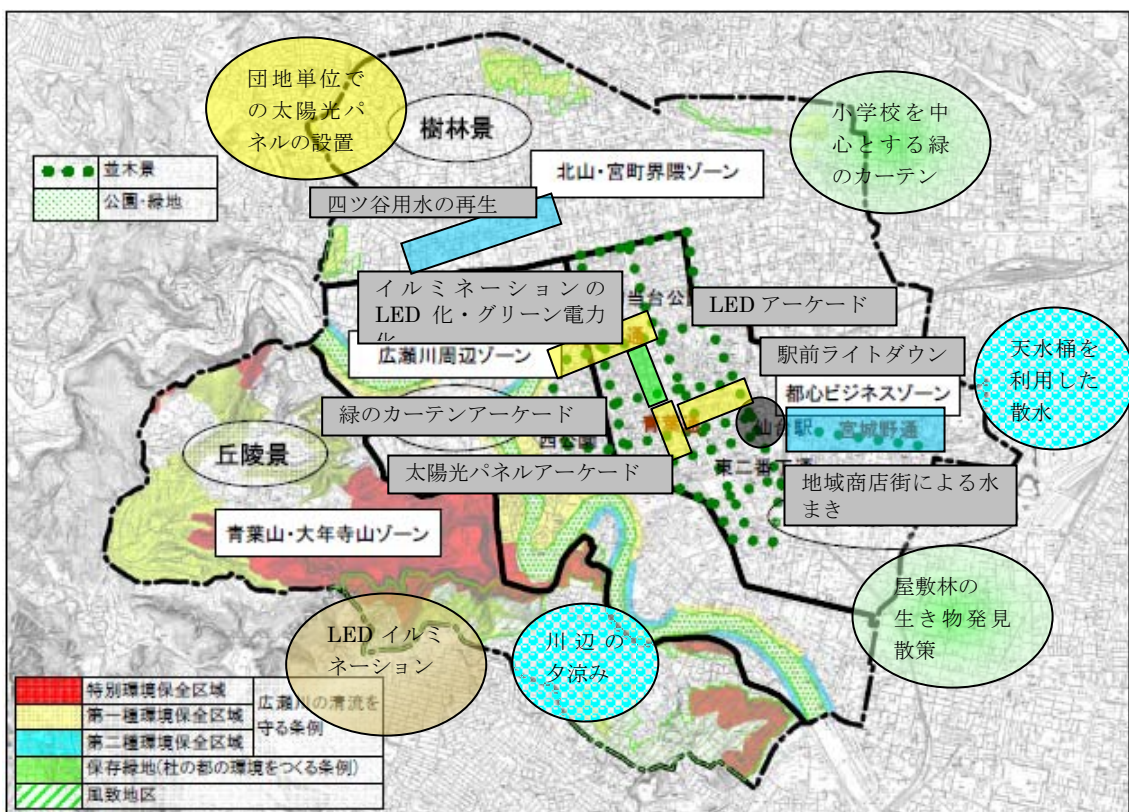 団地単位で
の太陽光パ
ネルの設置
樹林景
小学校を中
心とする緑
のカーテン
並木景
公園・緑地
北山・宮町界隈ゾーン
四ツ谷用水の再生
イルミネーションの
LED 化・グリーン電力
化
当台公
LED アーケード
通
広瀬川周辺ゾーン
駅前ライトダウン
天水桶を
利用した
散水
都心ビジネスゾーン
緑のカーテンアーケード
仙台駅
宮城野通
西公園
丘陵景
太陽光パネルアーケード
東二番丁通
地域商店街による水
まき
青葉山・大年寺山ゾーン
屋敷林の
生き物発見
散策
LED イルミ
ネーション
川辺の
夕涼み
特別環境保全区域
第一種環境保全区域
第二種環境保全区域
広瀬川の清流を
守る条例
保存緑地(杜の都の環境をつくる条例)
風致地区